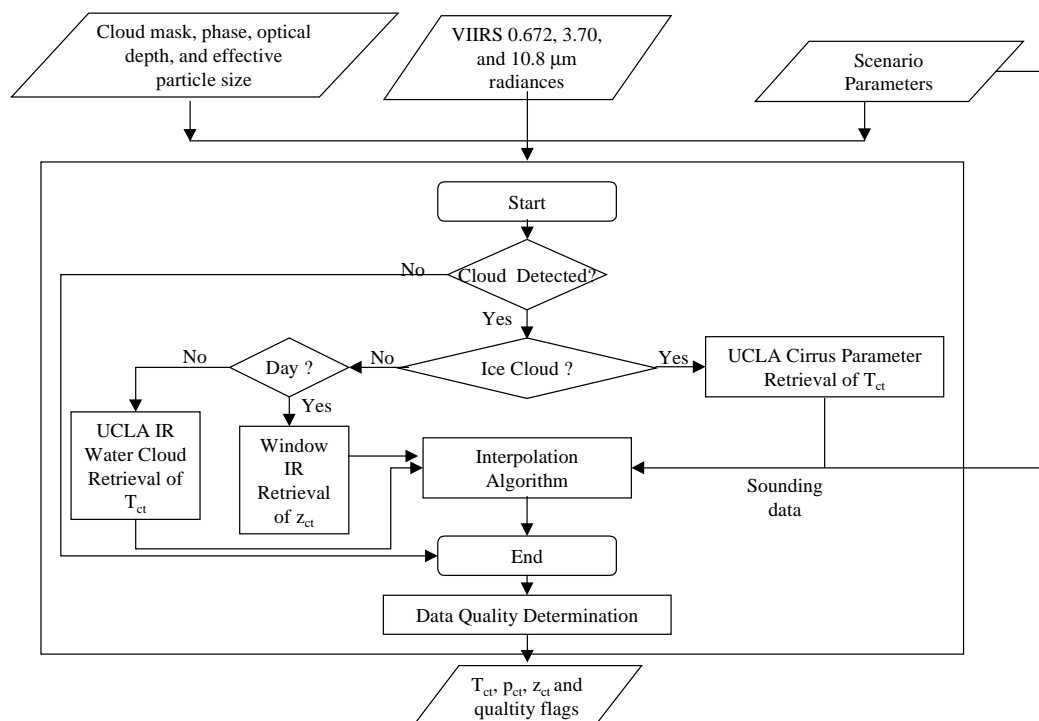 Cloud mask, phase, optical
depth, and effective
particle size
VIIRS 0.672, 3.70,
and 10.8 μm
radiances
Scenario
Parameters
Start
No
Cloud Detected?
Yes
No
Day ?
No
Ice Cloud ?
Yes
UCLA Cirrus Parameter
Retrieval of Tct
Yes
UCLA IR
Water Cloud
Retrieval of
Tct
Window
IR
Retrieval
of zct
Interpolation
Algorithm
Sounding
data
End
Data Quality Determination
Tct, pct, zct and
qualtity flags